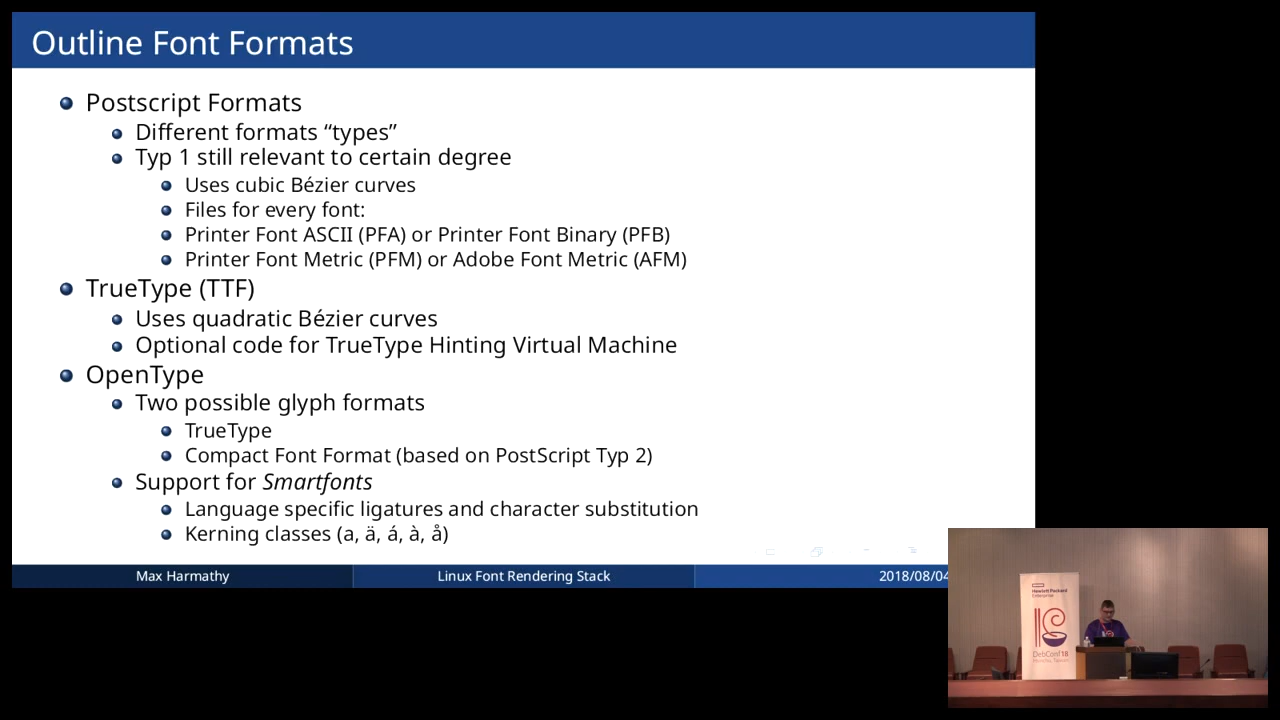 Outline Font Formats
Postscript Formats
Different formats “types”
Typ 1 still relevant to certain degree
Uses cubic Bézier curves
Files for every font:
Printer Font ASCII (PFA) or Printer Font Binary (PFB)
Printer Font Metric (PFM) or Adobe Font Metric (AFM)
TrueType (TTF)
Uses quadratic Bézier curves
Optional code for TrueType Hinting Virtual Machine
OpenType
Two possible glyph formats
TrueType
Compact Font Format (based on PostScript Typ 2)
Support for Smartfonts
Language specific ligatures and character substitution
Kerning classes (a, ä, á, à, å)
Max Harmathy
Linux Font Rendering Stack
2018/08/04
Hewlett Packard
Enterprise
DebConf18